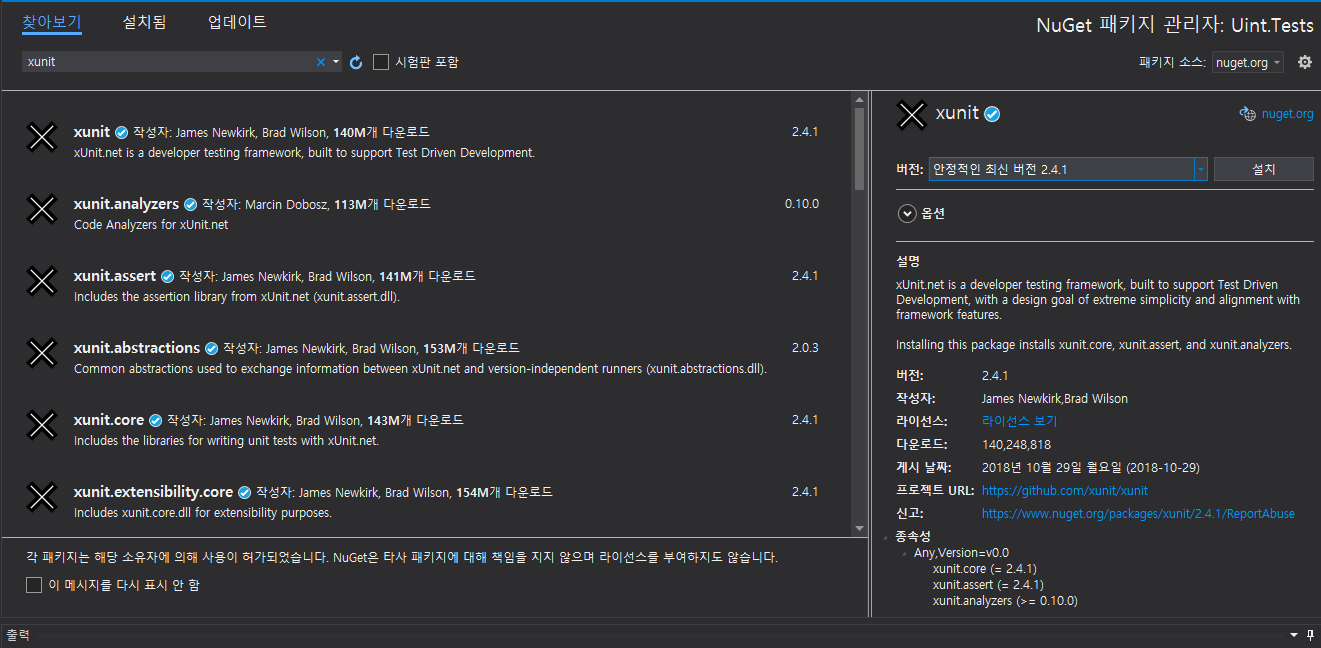 찾아보기 설치됨 업데이트
NuGet 패키지 관리자: Uint.Tests
xunit
시험판 포함
패키지 소스: nuget.org
xunit 작성자: James Newkirk, Brad Wilson, 140M개 다운로드 2.4.1
xUnit.net is a developer testing framework, built to support Test Driven Development.
xunit.analyzers 작성자: Marcin Dobosz, 113M개 다운로드 0.10.0
Code Analyzers for xUnit.net
xunit.assert 작성자: James Newkirk, Brad Wilson, 141M개 다운로드 2.4.1
Includes the assertion library from xUnit.net (xunit.assert.dll).
xunit.abstractions 작성자: James Newkirk, Brad Wilson, 153M개 다운로드 2.0.3
Common abstractions used to exchange information between xUnit.net and version-independent runners (xunit.abstractions.dll).
xunit.core 작성자: James Newkirk, Brad Wilson, 143M개 다운로드 2.4.1
Includes the libraries for writing unit tests with xUnit.net.
xunit.extensibility.core 작성자: James Newkirk, Brad Wilson, 154M개 다운로드 2.4.1
Includes xunit.core.dll for extensibility purposes.
각 패키지는 해당 소유자에 의해 사용이 허가되었습니다. NuGet은 타사 패키지에 대해 책임을 지지 않으며 라이선스를 부여하지도 않습니다.
이 메시지를 다시 표시 안 함
xunit
nuget.org
버전: 안정적인 최신 버전 2.4.1 설치
옵션
설명
xUnit.net is a developer testing framework, built to support Test Driven
Development, with a design goal of extreme simplicity and alignment with
framework features.
Installing this package installs xunit.core, xunit.assert, and xunit.analyzers.
버전: 2.4.1
작성자: James Newkirk,Brad Wilson
라이선스: 라이선스 보기
다운로드: 140,248,818
게시 날짜: 2018년 10월 29일 월요일 (2018-10-29)
프로젝트 URL: https://github.com/xunit/xunit
신고: https://www.nuget.org/packages/xunit/2.4.1/ReportAbuse
종속성
Any,Version=v0.0
xunit.core (= 2.4.1)
xunit.assert (= 2.4.1)
xunit.analyzers (>= 0.10.0)
출력